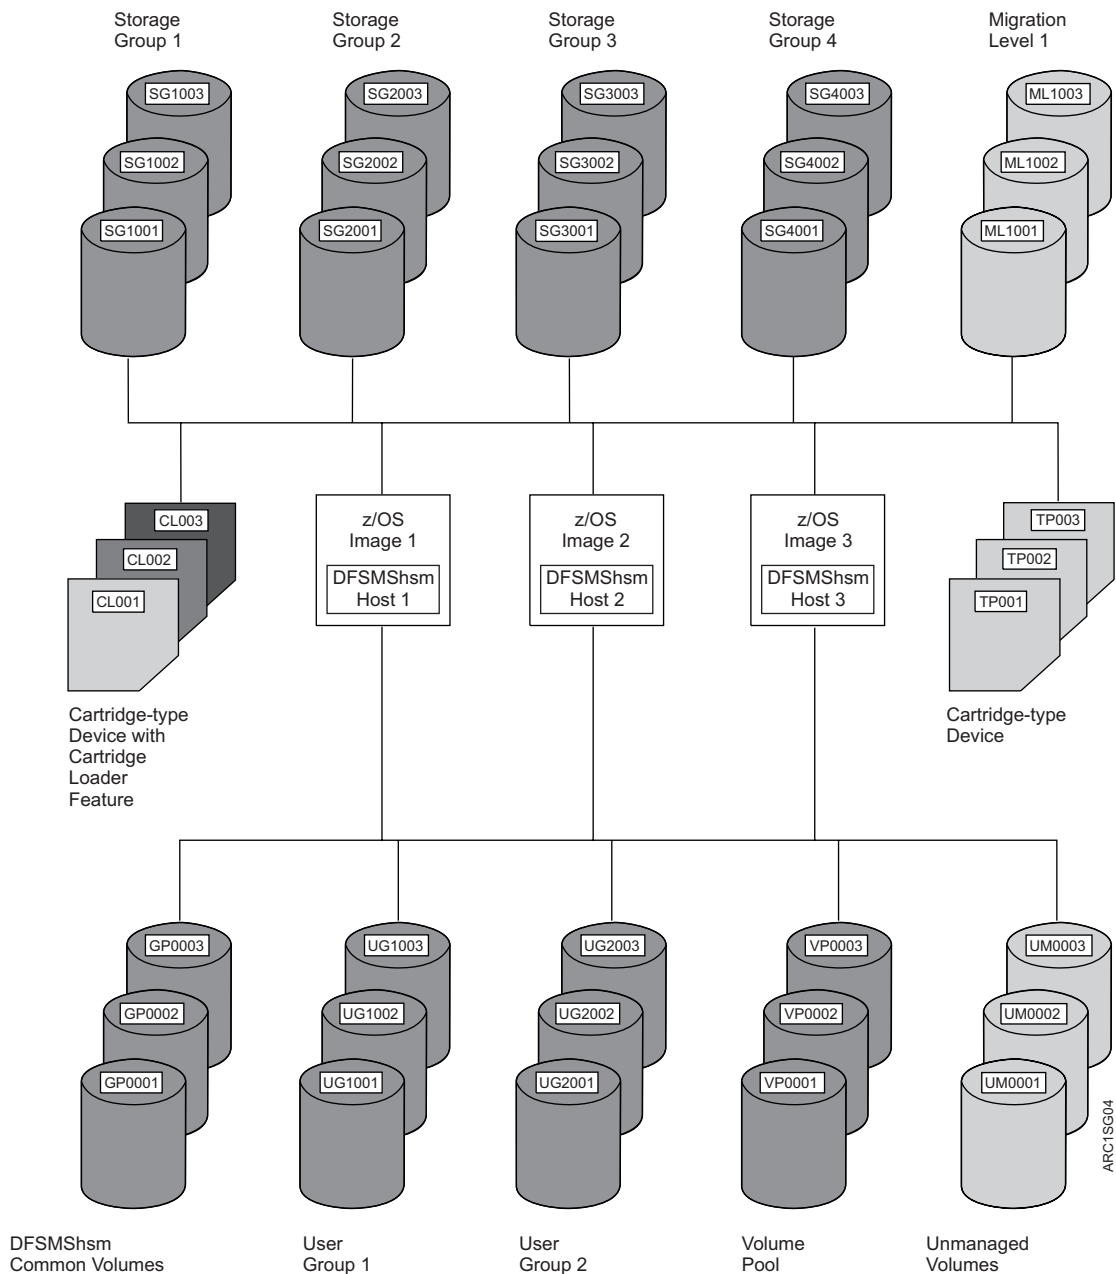 Storage
Group 1
Storage
Group 2
Storage
Group 3
Storage
Group 4
Migration
Level 1
SG1003
SG1002
SG1001
SG2003
SG2002
SG2001
SG3003
SG3002
SG3001
SG4003
SG4002
SG4001
ML1003
ML1002
ML1001
CL003
CL002
CL001
Cartridge-type
Device with
Cartridge
Loader
Feature
z/OS
Image 1
DFSMShsm
Host 1
z/OS
Image 2
DFSMShsm
Host 2
z/OS
Image 3
DFSMShsm
Host 3
TP003
TP002
TP001
Cartridge-type
Device
GP0003
GP0002
GP0001
UG1003
UG1002
UG1001
UG2003
UG2002
UG2001
VP0003
VP0002
VP0001
UM0003
UM0002
UM0001
ARC1SG04
DFSMShsm
Common Volumes
User
Group 1
User
Group 2
Volume
Pool
Unmanaged
Volumes